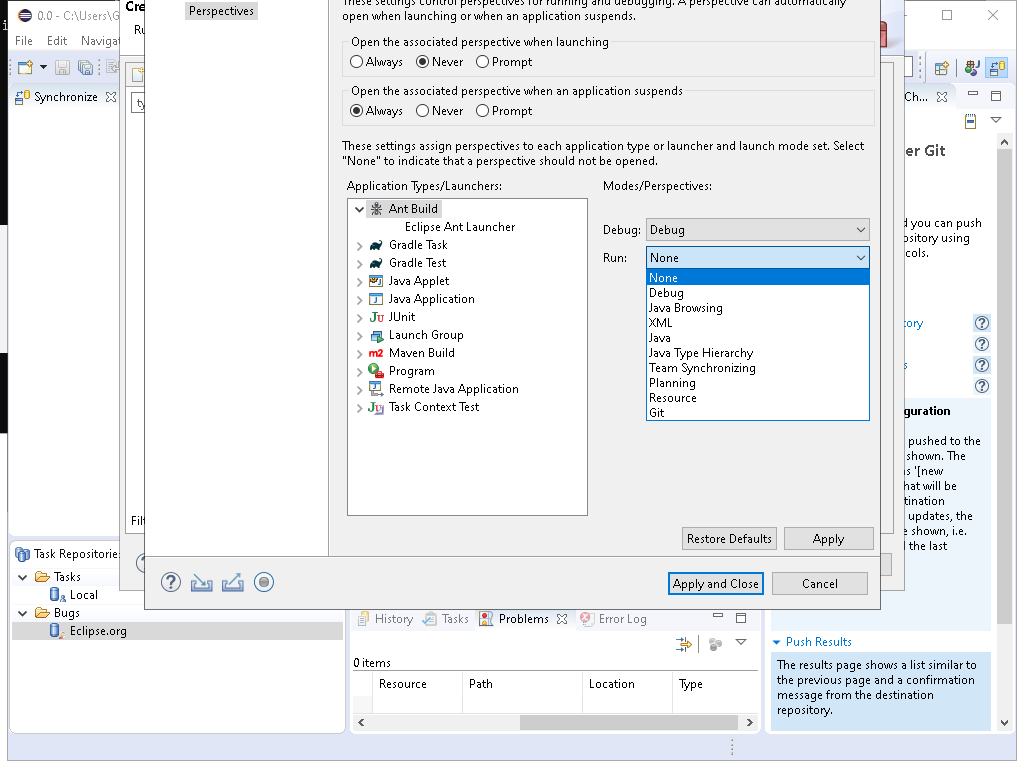 0.0 - C:\Users\G
Cre
Perspectives
These settings control perspectives for running and debugging. A perspective can automatically
open when launching or when an application suspends.
File Edit Navigat
Ru
Open the associated perspective when launching
Always Never Prompt
Open the associated perspective when an application suspends
Always Never Prompt
Synchronize
ty
Ch...
These settings assign perspectives to each application type or launcher and launch mode set. Select
"None" to indicate that a perspective should not be opened.
er Git
Application Types/Launchers:
Modes/Perspectives:
Ant Build
Eclipse Ant Launcher
Gradle Task
Gradle Test
Java Applet
Java Application
JUnit
Launch Group
Maven Build
Program
Remote Java Application
Task Context Test
Debug: Debug
Run: None
None
Debug
Java Browsing
XML
Java
Java Type Hierarchy
Team Synchronizing
Planning
Resource
Git
d you can push
ository using
cols.
tory
s
guration
pushed to the
shown. The
s '[new
hat will be
tination
updates, the
e shown, i.e.
d the last
Filt
Restore Defaults
Apply
Apply and Close
Cancel
Task Repositories
Tasks
Local
Bugs
Eclipse.org
History Tasks Problems Error Log
0 items
Resource Path Location Type
Push Results
The results page shows a list similar to
the previous page and a confirmation
message from the destination
repository.